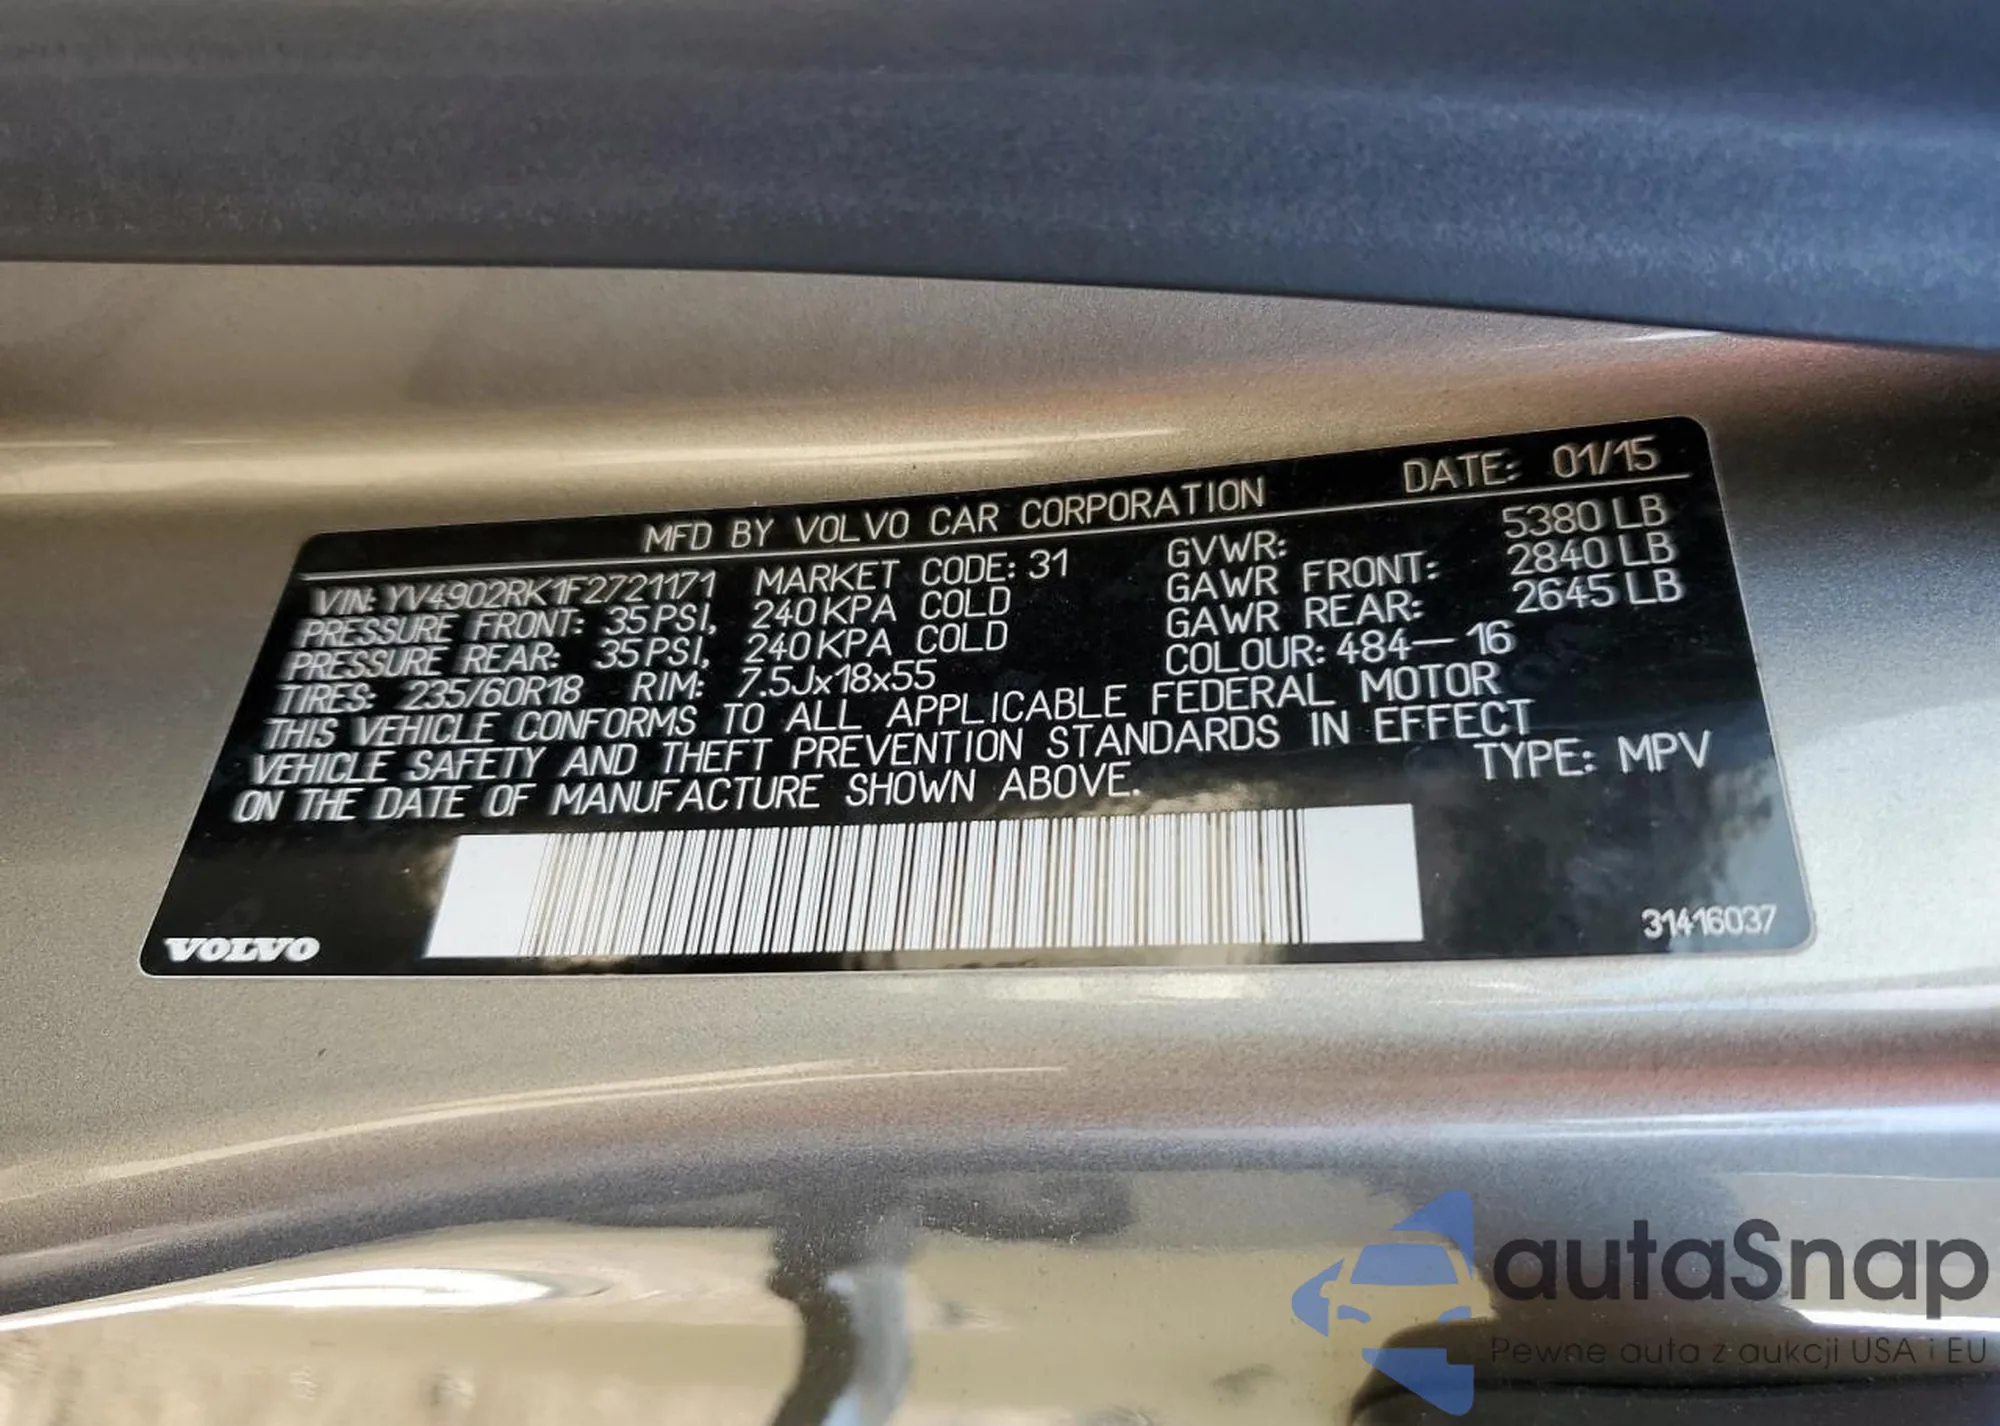 MFD BY VOLVO CAR CORPORATION DATE: 01/15
VIN: YV4902RK1F2721171 MARKET CODE: 31 GVWR: 5380 LB
PRESSURE FRONT: 35 PSI, 240 KPA COLD GAWR FRONT: 2840 LB
PRESSURE REAR: 35 PSI, 240 KPA COLD GAWR REAR: 2645 LB
TIRES: 235/60R18 RIM: 7.5Jx18x55 COLOUR: 484— 16
THIS VEHICLE CONFORMS TO ALL APPLICABLE FEDERAL MOTOR
VEHICLE SAFETY AND THEFT PREVENTION STANDARDS IN EFFECT
ON THE DATE OF MANUFACTURE SHOWN ABOVE. TYPE: MPV
VOLVO
31416037
autaSnap
Pewne auta z aukcji USA i EU